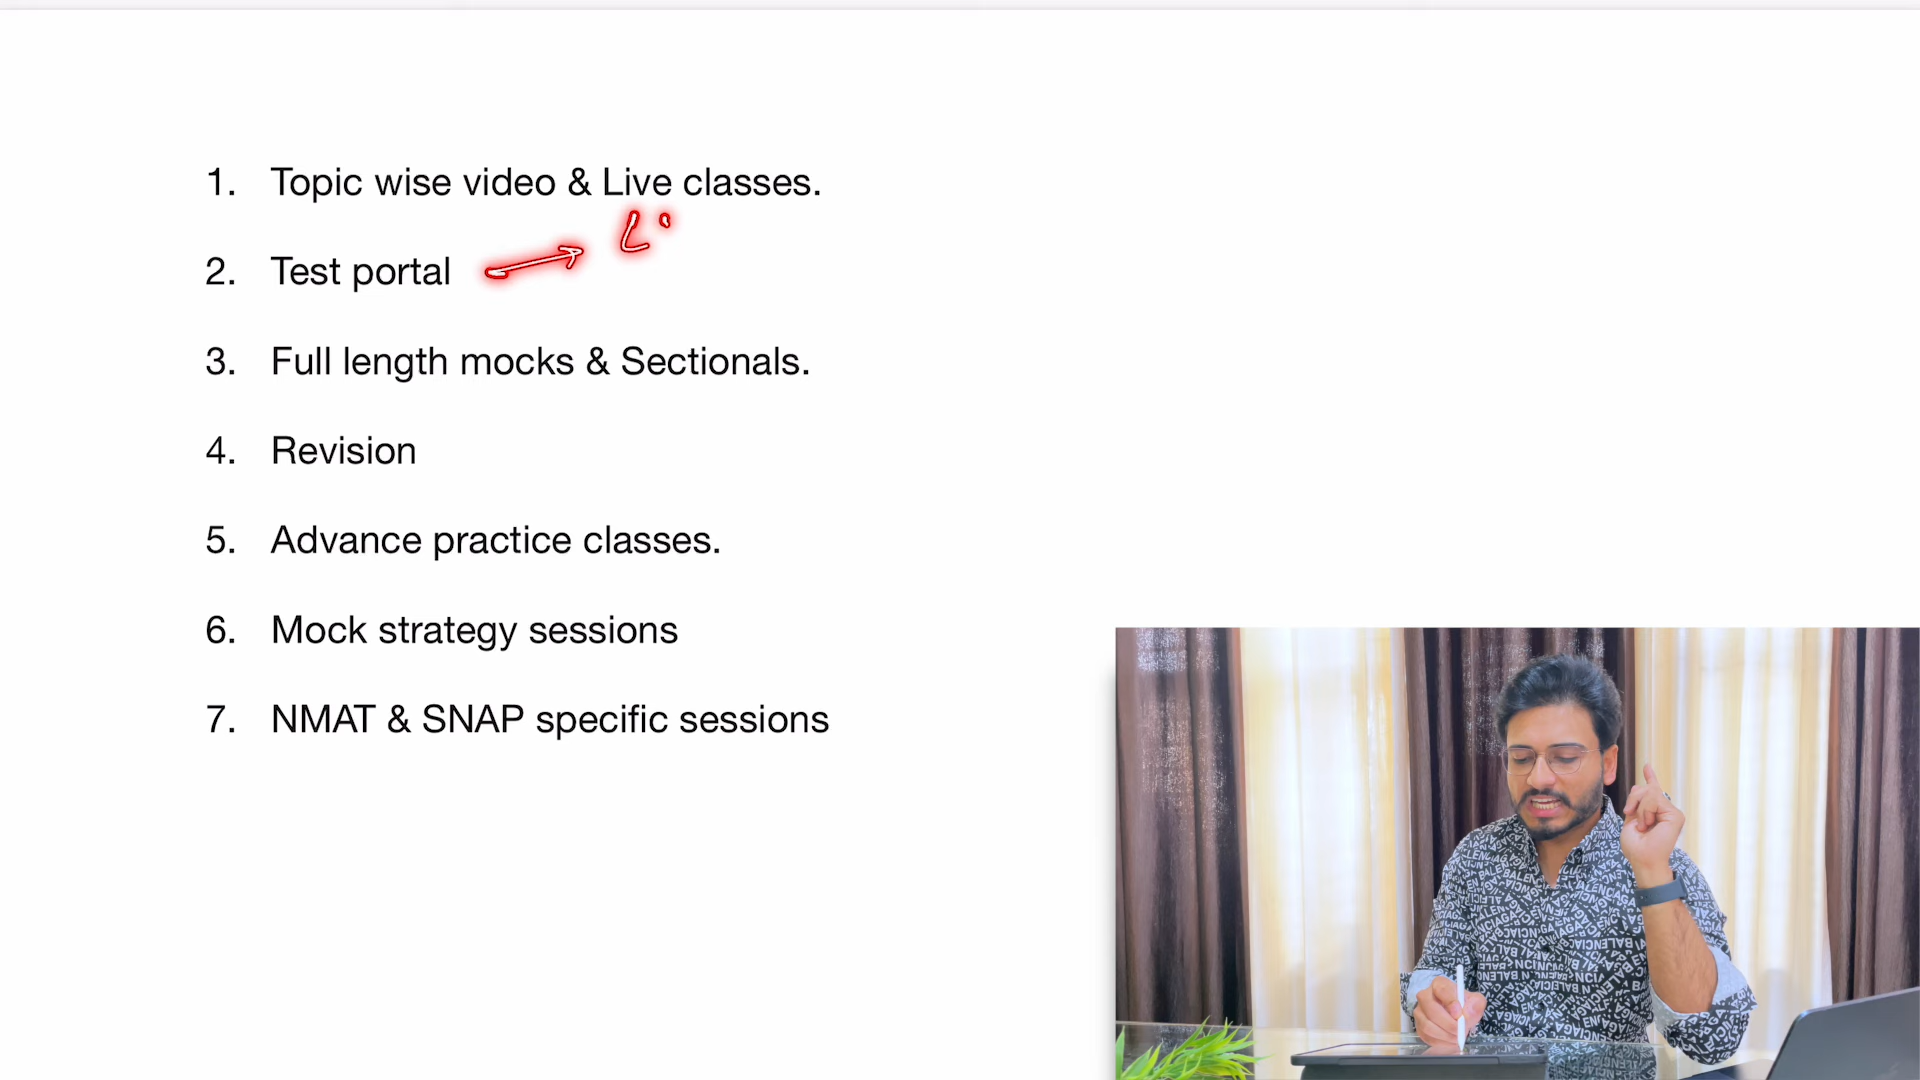 1. Topic wise video & Live classes.
2. Test portal
3. Full length mocks & Sectionals.
4. Revision
5. Advance practice classes.
6. Mock strategy sessions
7. NMAT & SNAP specific sessions